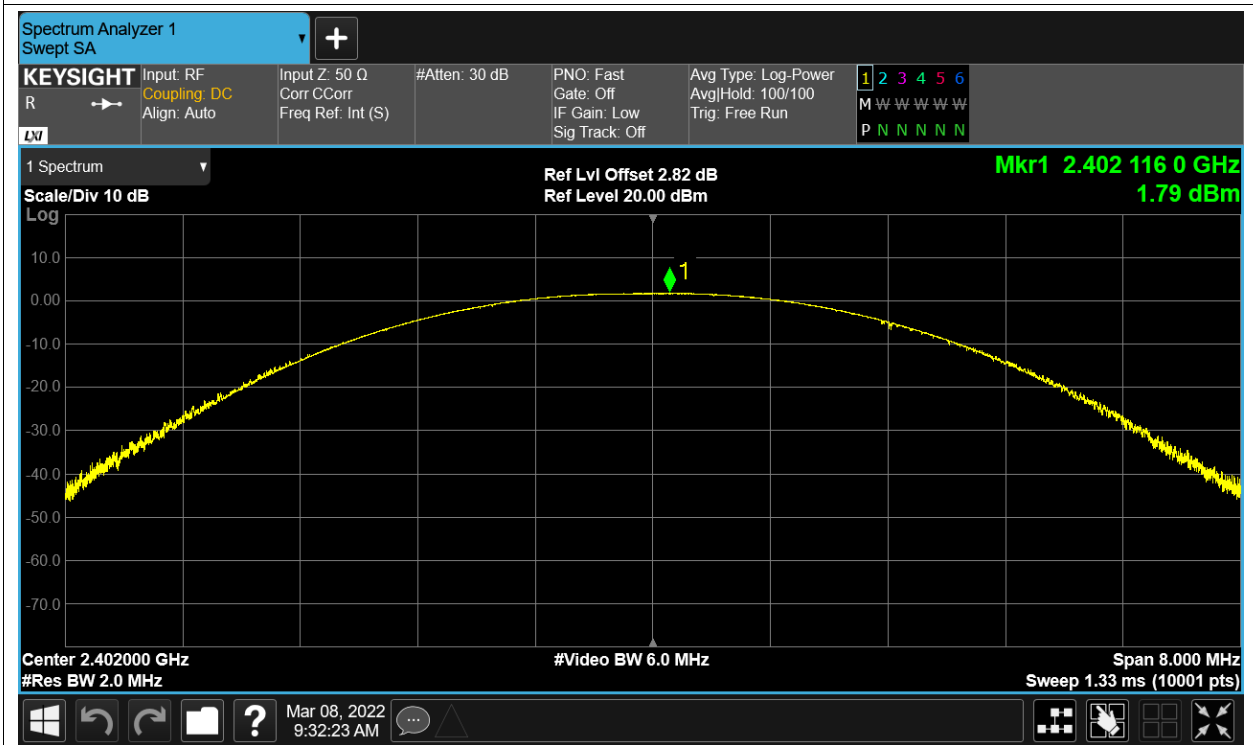 Spectrum Analyzer 1
Swept SA
KEYSIGHT
R
LXI
Input: RF
Coupling: DC
Align: Auto
Input Z: 50 Ω
Corr CCorr
Freq Ref: Int (S)
#Atten: 30 dB
PNO: Fast
Gate: Off
IF Gain: Low
Sig Track: Off
Avg Type: Log-Power
Avg|Hold: 100/100
Trig: Free Run
1 2 3 4 5 6
M W W W W W
P N N N N N
1 Spectrum
Scale/Div 10 dB
Log
Ref Lvl Offset 2.82 dB
Ref Level 20.00 dBm
Mkr1 2.402 116 0 GHz
1.79 dBm
1
10.0
0.00
-10.0
-20.0
-30.0
-40.0
-50.0
-60.0
-70.0
Center 2.402000 GHz
#Res BW 2.0 MHz
#Video BW 6.0 MHz
Span 8.000 MHz
Sweep 1.33 ms (10001 pts)
?
Mar 08, 2022
9:32:23 AM